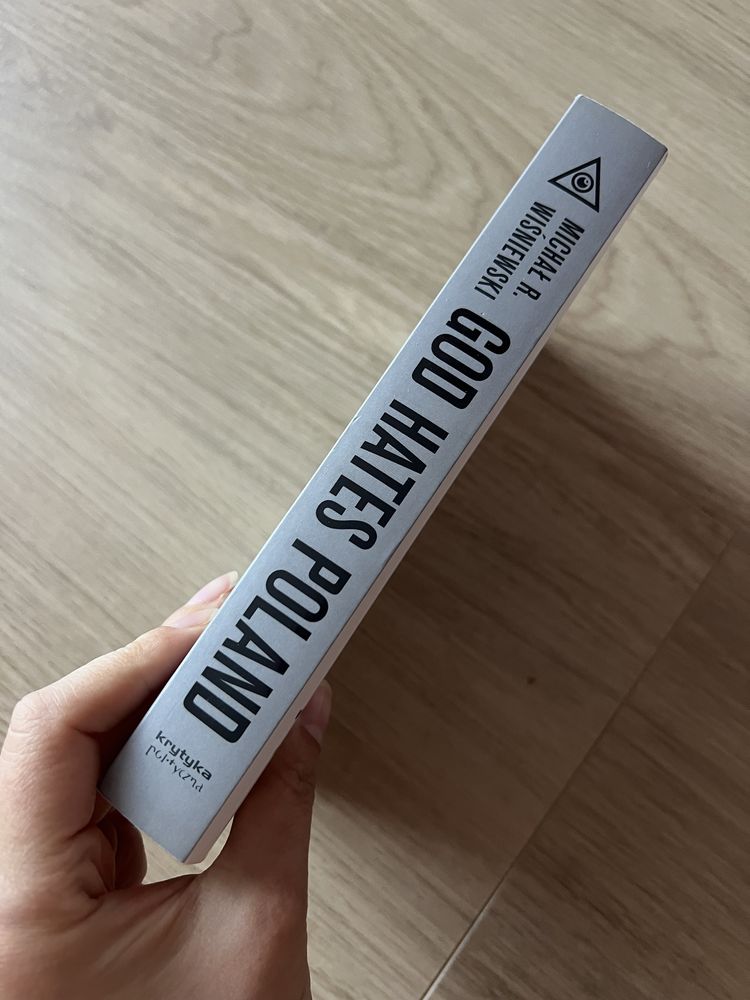 MICHAŁ R.
WIŚNIEWSKI
GOD HATES POLAND
krytyka
polityczna